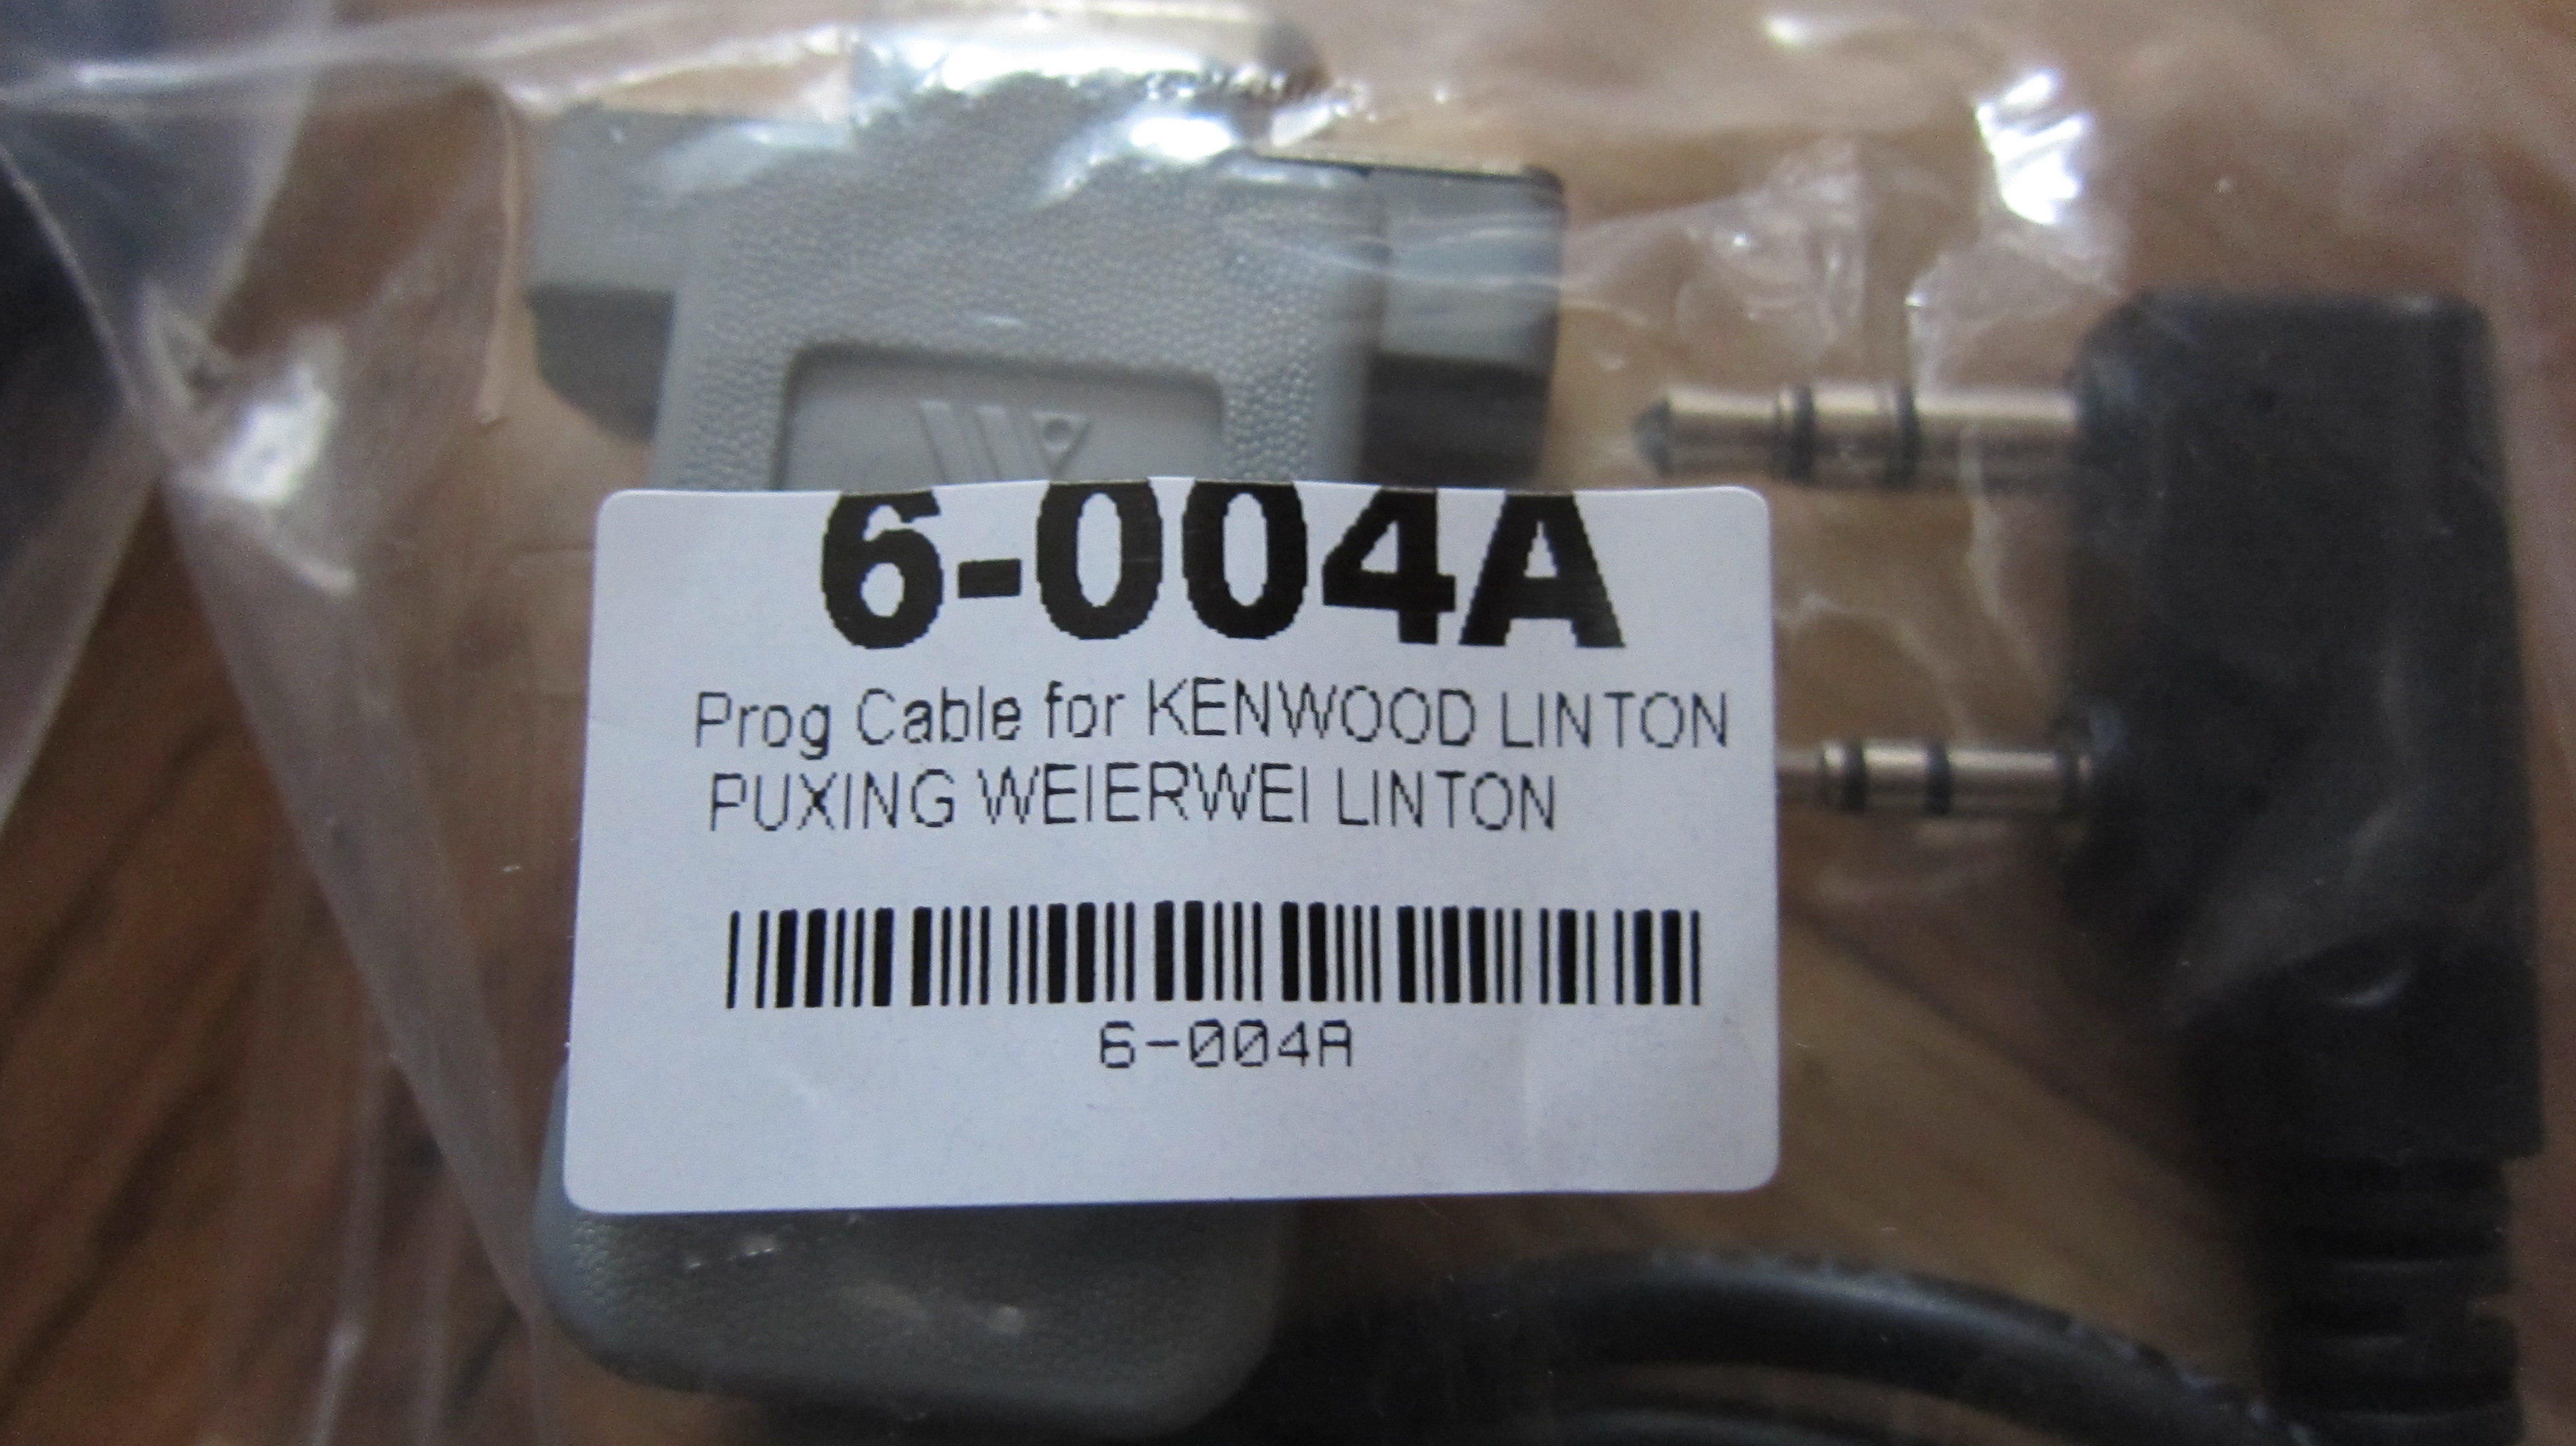 6-004A
Prog Cable for KENWOOD LINTON
PUXING WEIERWEI LINTON
6-004A